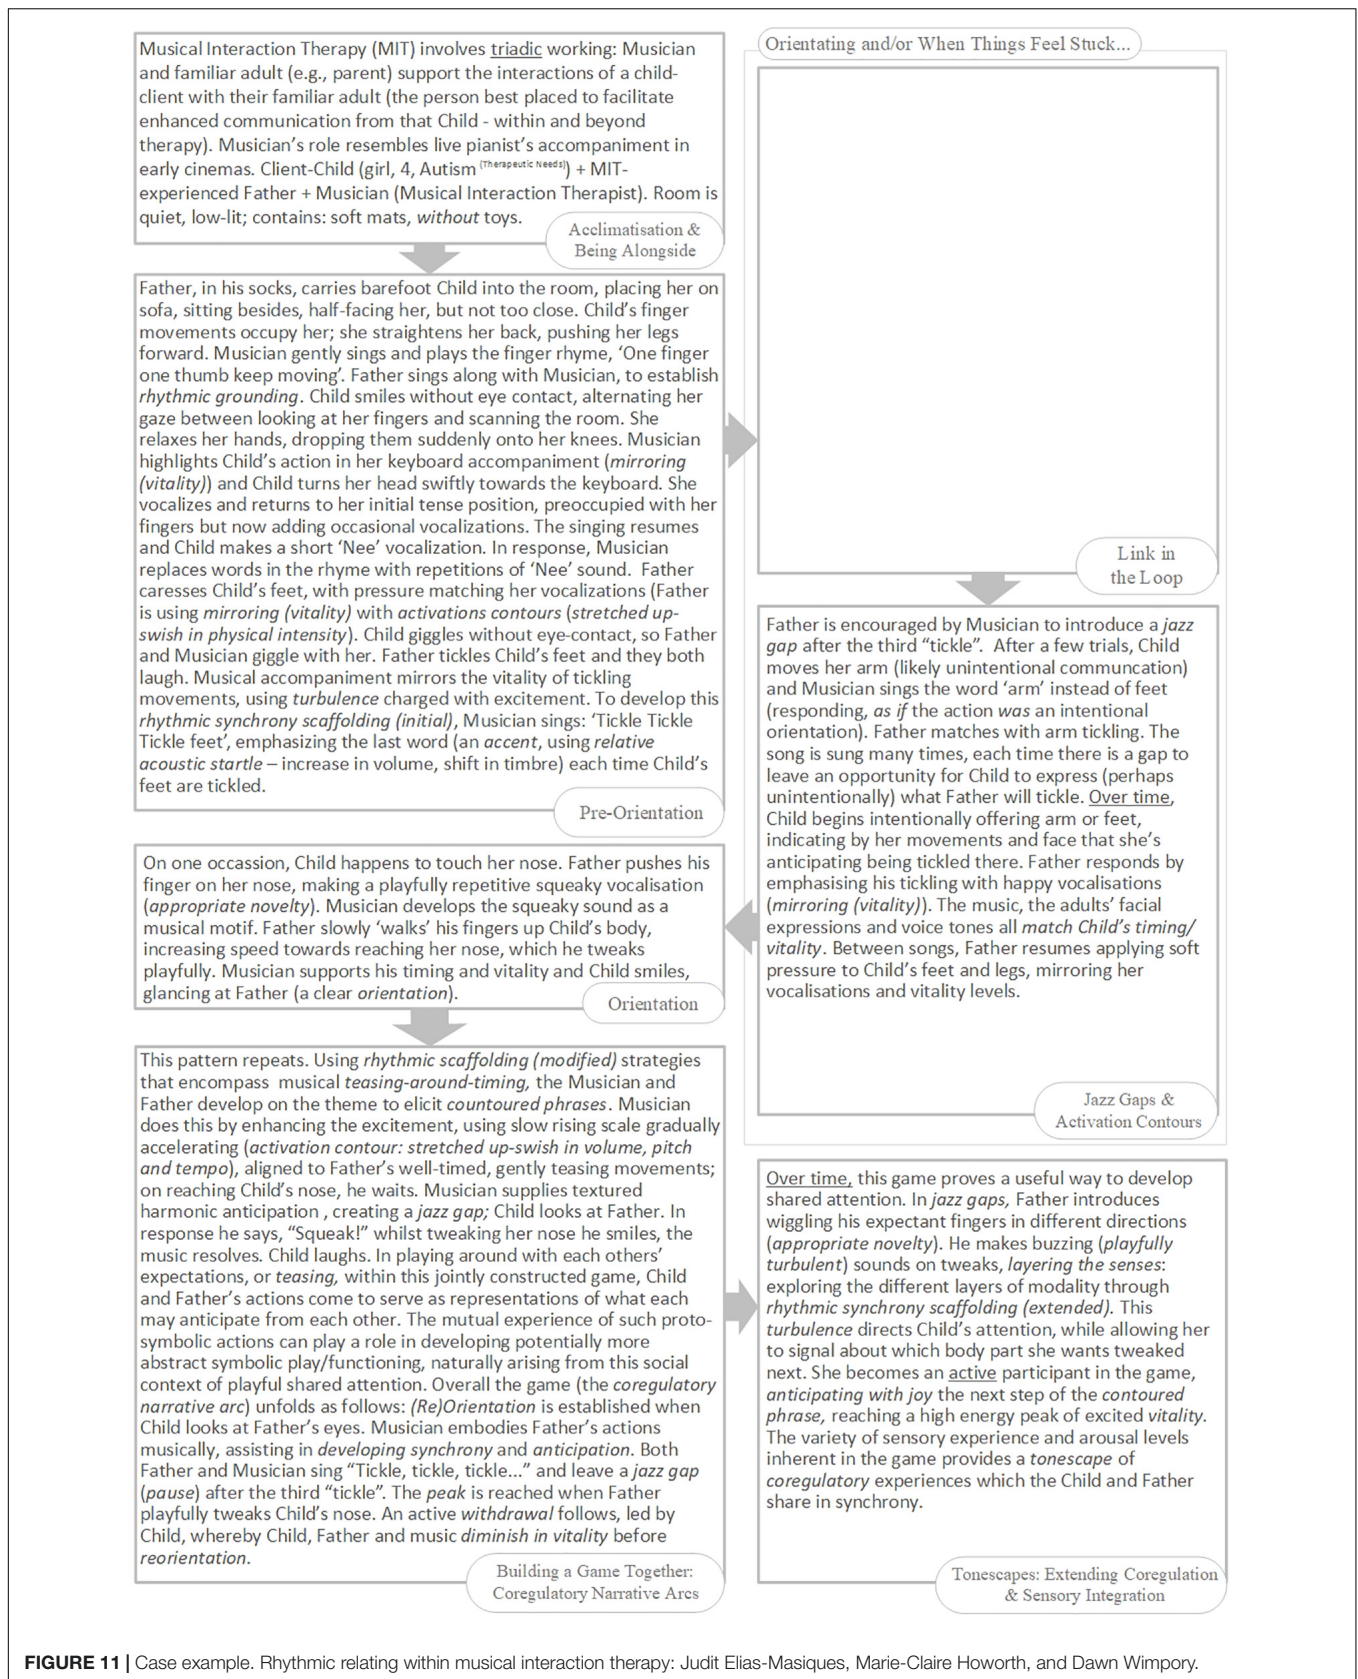 Musical Interaction Therapy (MIT) involves triadic working: Musician
and familiar adult (e.g., parent) support the interactions of a child-
client with their familiar adult (the person best placed to facilitate
enhanced communication from that Child - within and beyond
therapy). Musician's role resembles live pianist's accompaniment in
early cinemas. Client-Child (girl, 4, Autism (Therapeutic Needs)) + MIT-
experienced Father + Musician (Musical Interaction Therapist). Room is
quiet, low-lit; contains: soft mats, without toys.
Acclimatisation &
Being Alongside
Father, in his socks, carries barefoot Child into the room, placing her on
sofa, sitting besides, half-facing her, but not too close. Child's finger
movements occupy her; she straightens her back, pushing her legs
forward. Musician gently sings and plays the finger rhyme, 'One finger
one thumb keep moving'. Father sings along with Musician, to establish
rhythmic grounding. Child smiles without eye contact, alternating her
gaze between looking at her fingers and scanning the room. She
relaxes her hands, dropping them suddenly onto her knees. Musician
highlights Child's action in her keyboard accompaniment (mirroring
(vitality)) and Child turns her head swiftly towards the keyboard. She
vocalizes and returns to her initial tense position, preoccupied with her
fingers but now adding occasional vocalizations. The singing resumes
and Child makes a short 'Nee' vocalization. In response, Musician
replaces words in the rhyme with repetitions of 'Nee' sound. Father
caresses Child's feet, with pressure matching her vocalizations (Father
is using mirroring (vitality) with activations contours (stretched up-
swish in physical intensity). Child giggles without eye-contact, so Father
and Musician giggle with her. Father tickles Child's feet and they both
laugh. Musical accompaniment mirrors the vitality of tickling
movements, using turbulence charged with excitement. To develop this
rhythmic synchrony scaffolding (initial), Musician sings: 'Tickle Tickle
Tickle feet', emphasizing the last word (an accent, using relative
acoustic startle – increase in volume, shift in timbre) each time Child's
feet are tickled.
Pre-Orientation
Orientating and/or When Things Feel Stuck...
Link in
the Loop
Father is encouraged by Musician to introduce a jazz
gap after the third "tickle". After a few trials, Child
moves her arm (likely unintentional communcation)
and Musician sings the word 'arm' instead of feet
(responding, as if the action was an intentional
orientation). Father matches with arm tickling. The
song is sung many times, each time there is a gap to
leave an opportunity for Child to express (perhaps
unintentionally) what Father will tickle. Over time,
Child begins intentionally offering arm or feet,
indicating by her movements and face that she's
anticipating being tickled there. Father responds by
emphasising his tickling with happy vocalisations
(mirroring (vitality)). The music, the adults' facial
expressions and voice tones all match Child's timing/
vitality. Between songs, Father resumes applying soft
pressure to Child's feet and legs, mirroring her
vocalisations and vitality levels.
Jazz Gaps &
Activation Contours
On one occassion, Child happens to touch her nose. Father pushes his
finger on her nose, making a playfully repetitive squeaky vocalisation
(appropriate novelty). Musician develops the squeaky sound as a
musical motif. Father slowly 'walks' his fingers up Child's body,
increasing speed towards reaching her nose, which he tweaks
playfully. Musician supports his timing and vitality and Child smiles,
glancing at Father (a clear orientation).
Orientation
This pattern repeats. Using rhythmic scaffolding (modified) strategies
that encompass musical teasing-around-timing, the Musician and
Father develop on the theme to elicit countoured phrases. Musician
does this by enhancing the excitement, using slow rising scale gradually
accelerating (activation contour: stretched up-swish in volume, pitch
and tempo), aligned to Father's well-timed, gently teasing movements;
on reaching Child's nose, he waits. Musician supplies textured
harmonic anticipation , creating a jazz gap; Child looks at Father. In
response he says, "Squeak!" whilst tweaking her nose he smiles, the
music resolves. Child laughs. In playing around with each others'
expectations, or teasing, within this jointly constructed game, Child
and Father's actions come to serve as representations of what each
may anticipate from each other. The mutual experience of such proto-
symbolic actions can play a role in developing potentially more
abstract symbolic play/functioning, naturally arising from this social
context of playful shared attention. Overall the game (the coregulatory
narrative arc) unfolds as follows: (Re)Orientation is established when
Child looks at Father's eyes. Musician embodies Father's actions
musically, assisting in developing synchrony and anticipation. Both
Father and Musician sing "Tickle, tickle, tickle..." and leave a jazz gap
(pause) after the third "tickle". The peak is reached when Father
playfully tweaks Child's nose. An active withdrawal follows, led by
Child, whereby Child, Father and music diminish in vitality before
reorientation.
Building a Game Together:
Coregulatory Narrative Arcs
Over time, this game proves a useful way to develop
shared attention. In jazz gaps, Father introduces
wiggling his expectant fingers in different directions
(appropriate novelty). He makes buzzing (playfully
turbulent) sounds on tweaks, layering the senses:
exploring the different layers of modality through
rhythmic synchrony scaffolding (extended). This
turbulence directs Child's attention, while allowing her
to signal about which body part she wants tweaked
next. She becomes an active participant in the game,
anticipating with joy the next step of the contoured
phrase, reaching a high energy peak of excited vitality.
The variety of sensory experience and arousal levels
inherent in the game provides a tonescape of
coregulatory experiences which the Child and Father
share in synchrony.
Tonescapes: Extending Coregulation
& Sensory Integration
FIGURE 11 | Case example. Rhythmic relating within musical interaction therapy: Judit Elias-Masiques, Marie-Claire Howorth, and Dawn Wimpory.